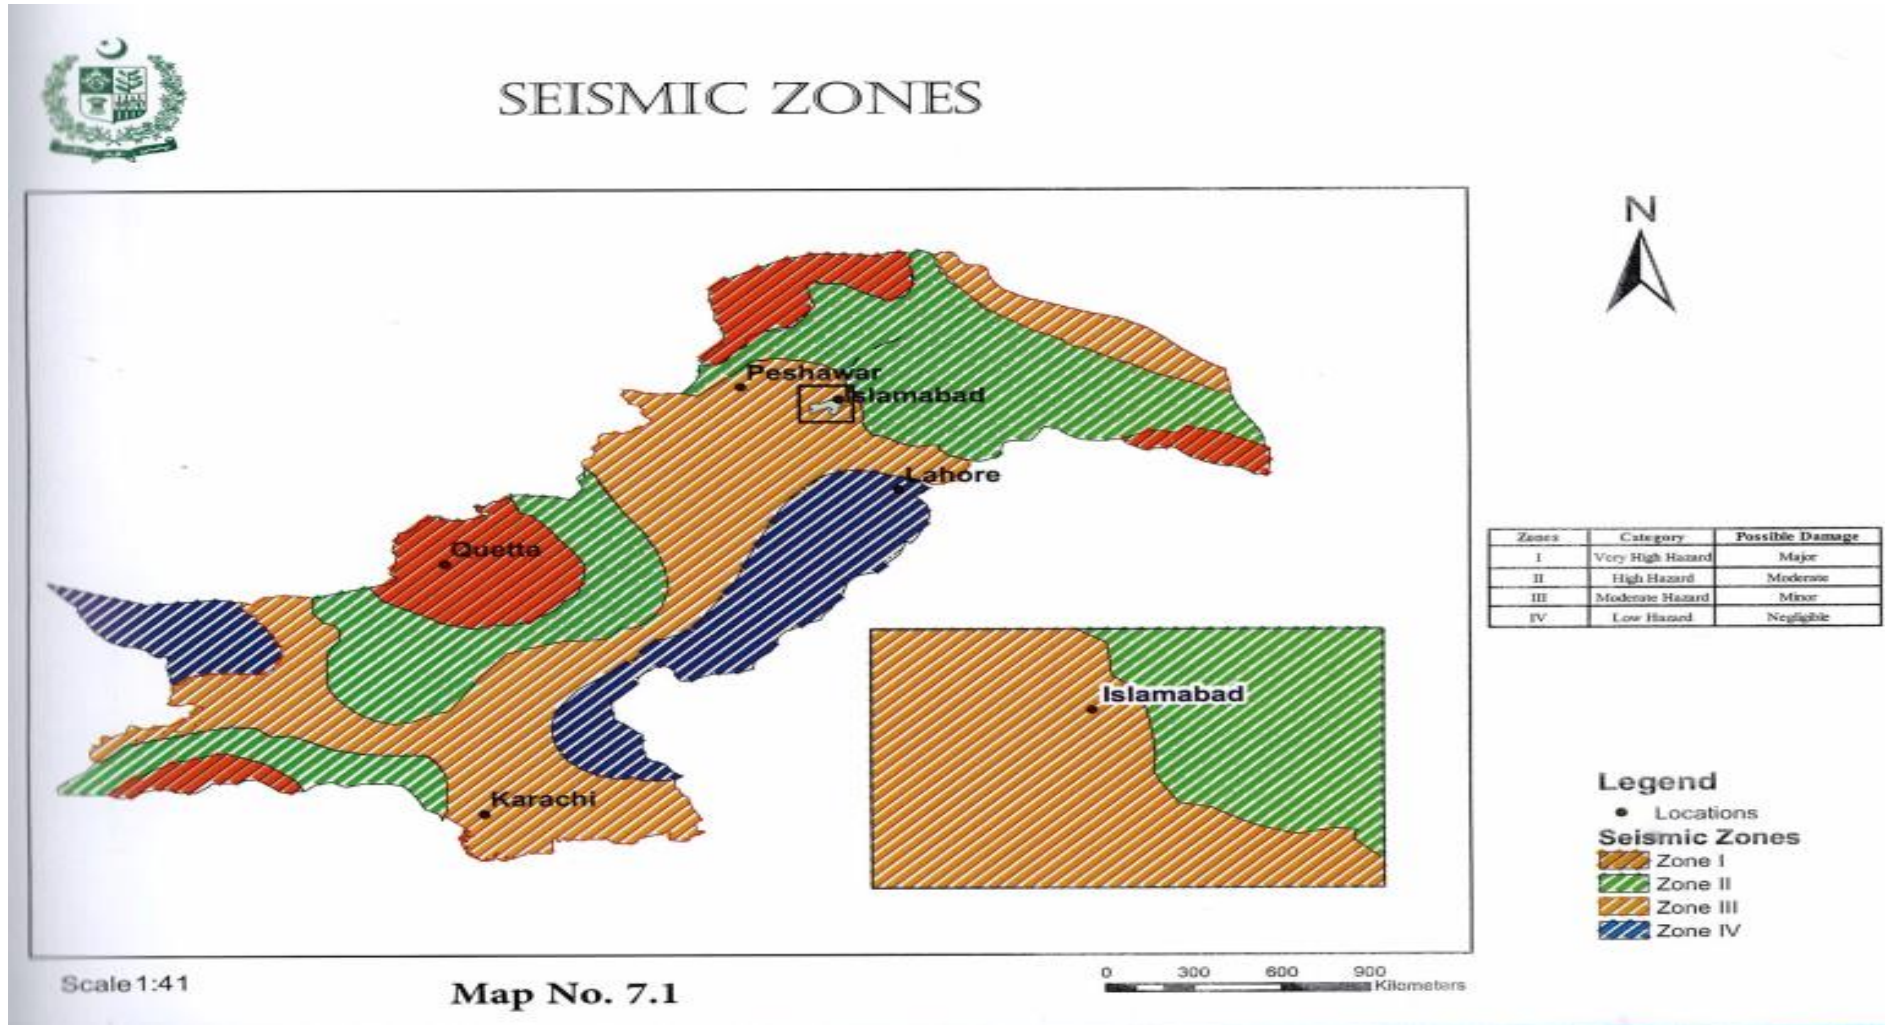 SEISMIC ZONES
N
Peshawar
Islamabad
Lahore
Quetta
Karachi
Islamabad
Zones Category Possible Damage
I Very High Hazard Major
II High Hazard Moderate
III Moderate Hazard Minor
IV Low Hazard Negligible
Legend
Locations
Seismic Zones
Zone I
Zone II
Zone III
Zone IV
Scale 1:41
Map No. 7.1
0 300 600 900
Kilometers